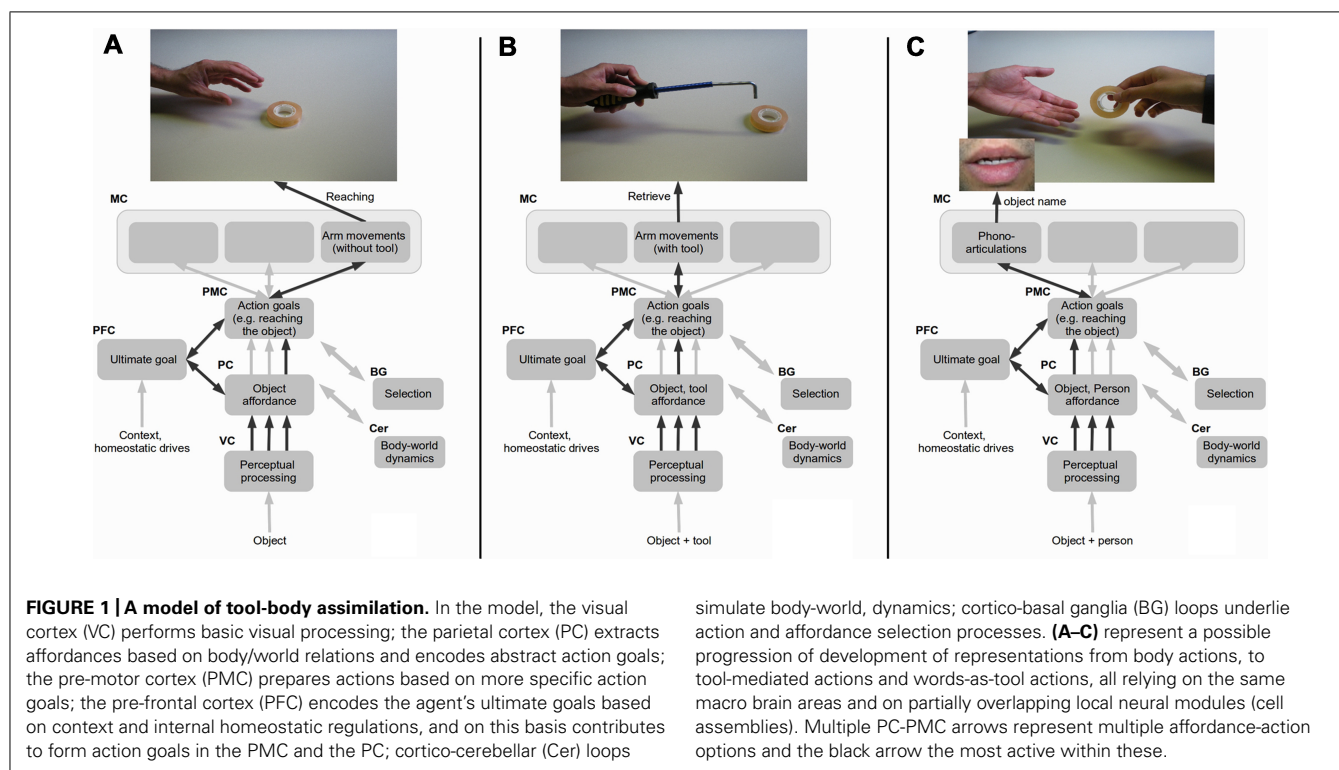 A
Reaching
MC
Arm movements
(without tool)
PMC
Action goals
(e.g. reaching
the object)
PFC
Ultimate goal
PC
Object
affordance
BG
Selection
Cer
Body-world
dynamics
Context,
homeostatic drives
VC
Perceptual
processing
Object
B
Retrieve
MC
Arm movements
(with tool)
PMC
Action goals
(e.g. reaching
the object)
PFC
Ultimate goal
PC
Object, tool
affordance
BG
Selection
Cer
Body-world
dynamics
Context,
homeostatic drives
VC
Perceptual
processing
Object + tool
C
object name
MC
Phono-
articulations
PMC
Action goals
(e.g. reaching
the object)
PFC
Ultimate goal
PC
Object, Person
affordance
BG
Selection
Cer
Body-world
dynamics
Context,
homeostatic drives
VC
Perceptual
processing
Object + person
FIGURE 1 | A model of tool-body assimilation. In the model, the visual
cortex (VC) performs basic visual processing; the parietal cortex (PC) extracts
affordances based on body/world relations and encodes abstract action goals;
the pre-motor cortex (PMC) prepares actions based on more specific action
goals; the pre-frontal cortex (PFC) encodes the agent's ultimate goals based
on context and internal homeostatic regulations, and on this basis contributes
to form action goals in the PMC and the PC; cortico-cerebellar (Cer) loops
simulate body-world, dynamics; cortico-basal ganglia (BG) loops underlie
action and affordance selection processes. (A–C) represent a possible
progression of development of representations from body actions, to
tool-mediated actions and words-as-tool actions, all relying on the same
macro brain areas and on partially overlapping local neural modules (cell
assemblies). Multiple PC-PMC arrows represent multiple affordance-action
options and the black arrow the most active within these.